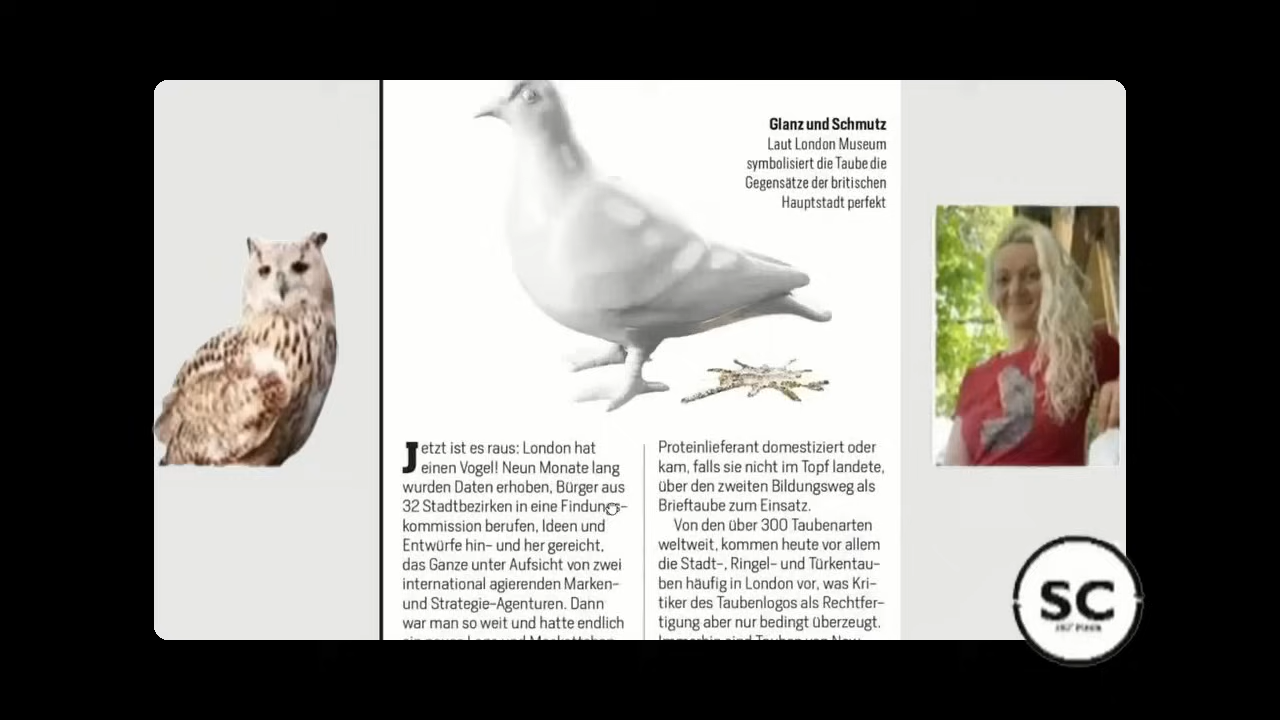 Glanz und Schmutz
Laut London Museum
symbolisiert die Taube die
Gegensätze der britischen
Hauptstadt perfekt
Jetzt ist es raus: London hat
einen Vogel! Neun Monate lang
wurden Daten erhoben, Bürger aus
32 Stadtbezirken in eine Findungs-
kommission berufen, Ideen und
Entwürfe hin- und her gereicht,
das Ganze unter Aufsicht von zwei
international agierenden Marken-
und Strategie-Agenturen. Dann
war man so weit und hatte endlich
Proteinlieferant domestiziert oder
kam, falls sie nicht im Topf landete,
über den zweiten Bildungsweg als
Brieftaube zum Einsatz.
Von den über 300 Taubenarten
weltweit, kommen heute vor allem
die Stadt-, Ringel- und Türkentau-
ben häufig in London vor, was Kri-
tiker des Taubenlogos als Rechtfer-
tigung aber nur bedingt überzeugt.
SC